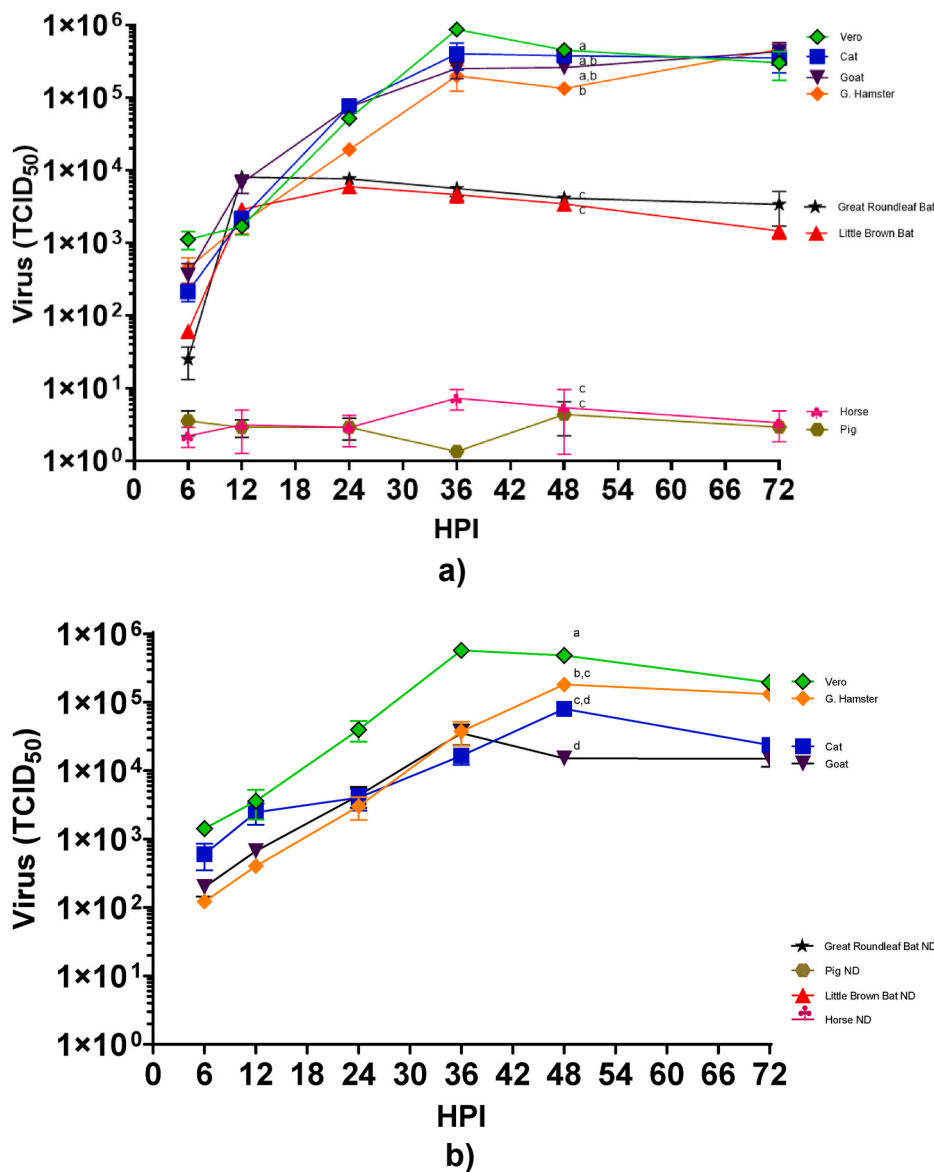 1×10⁶
1×10⁵
1×10⁴
1×10³
1×10²
1×10¹
1×10⁰
Virus (TCID₅₀)
a
a,b
a,b
b
c
c
c
c
Vero
Cat
Goat
G. Hamster
Great Roundleaf Bat
Little Brown Bat
Horse
Pig
0 6 12 18 24 30 36 42 48 54 60 66 72
HPI
a)
1×10⁶
1×10⁵
1×10⁴
1×10³
1×10²
1×10¹
1×10⁰
Virus (TCID₅₀)
a
b,c
c,d
d
Vero
G. Hamster
Cat
Goat
Great Roundleaf Bat ND
Pig ND
Little Brown Bat ND
Horse ND
0 6 12 18 24 30 36 42 48 54 60 66 72
HPI
b)